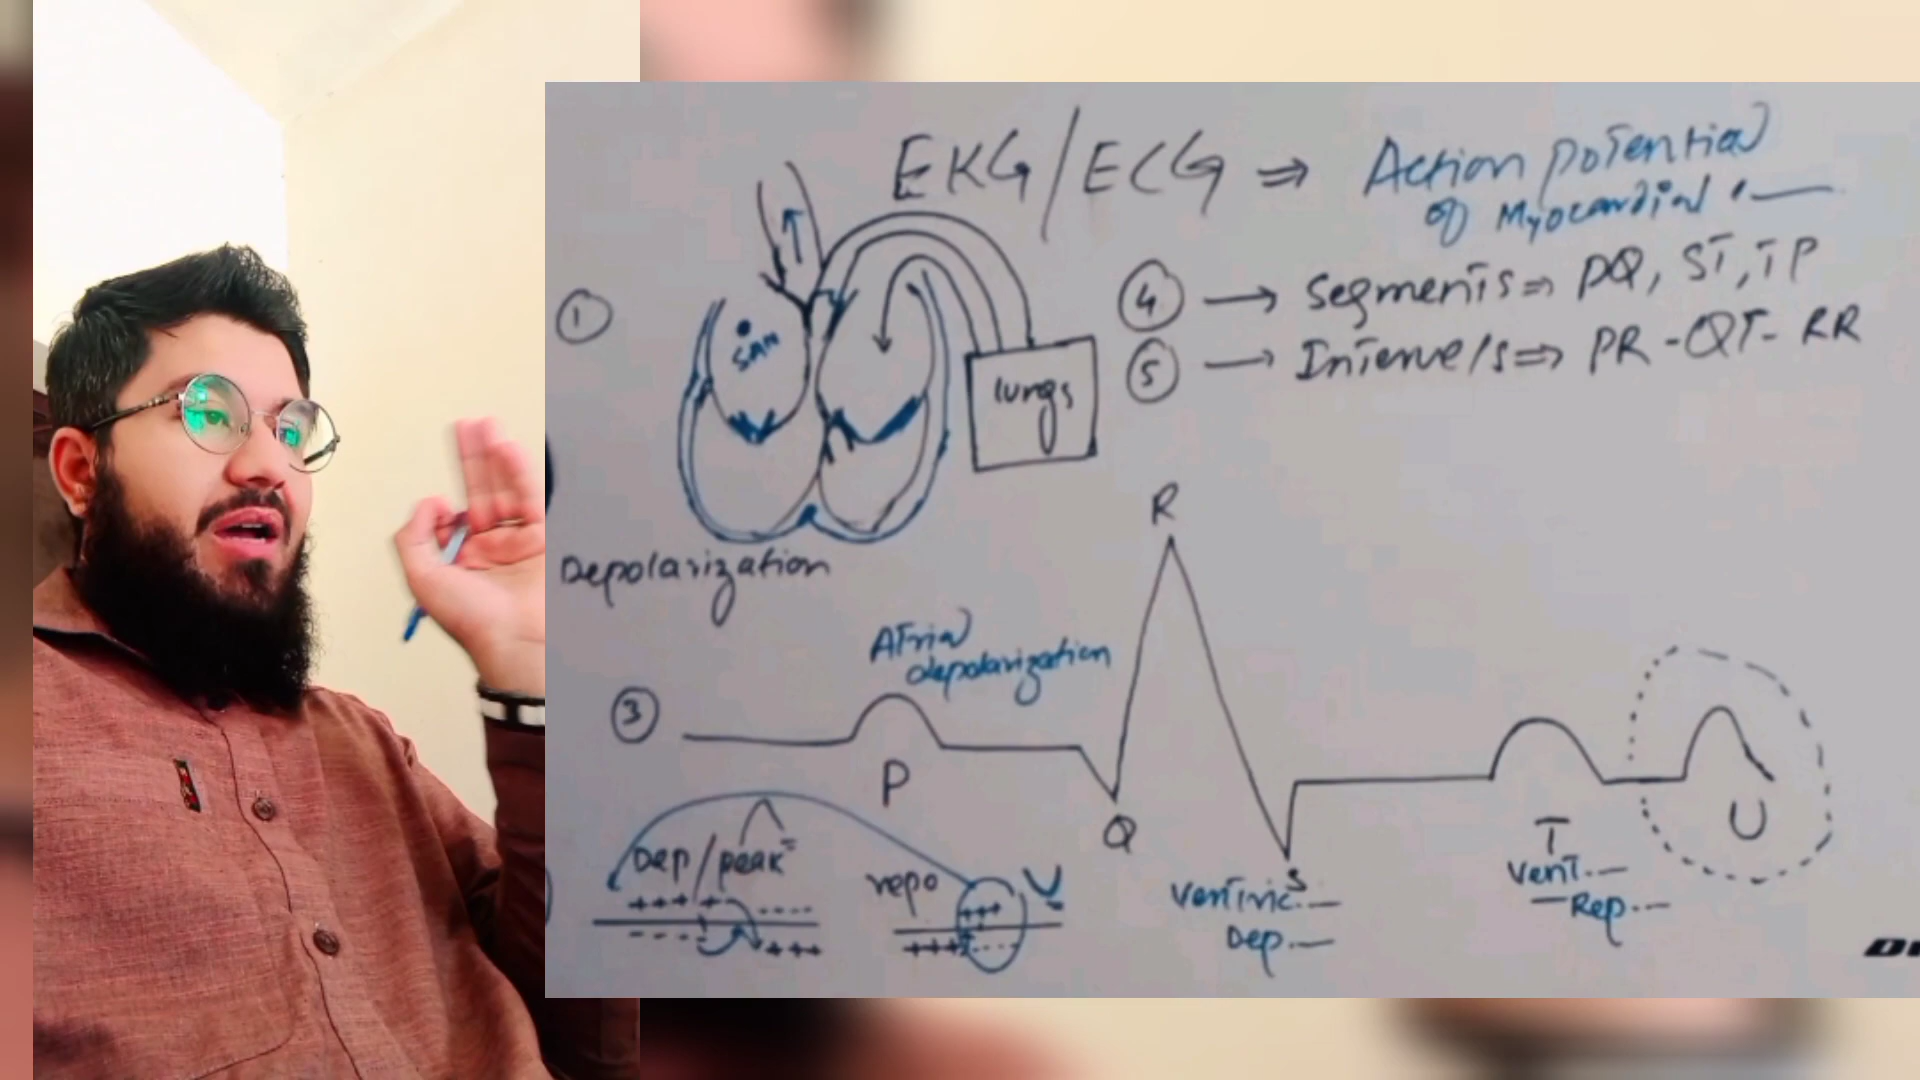 EKG/ECG ⇒ Action potential
of Myocardial
④ → Segments ⇒ PQ, ST, TP
⑤ → Intervels ⇒ PR - QT - RR
①
SAN
lungs
Depolarization
R
Atrial
depolarization
③
P
Q
S
T
U
Ventric.—
Dep.—
Vent.—
—Rep.—
Dep/peak
repo
++++ + ----
---- +++
+++
++++ ----